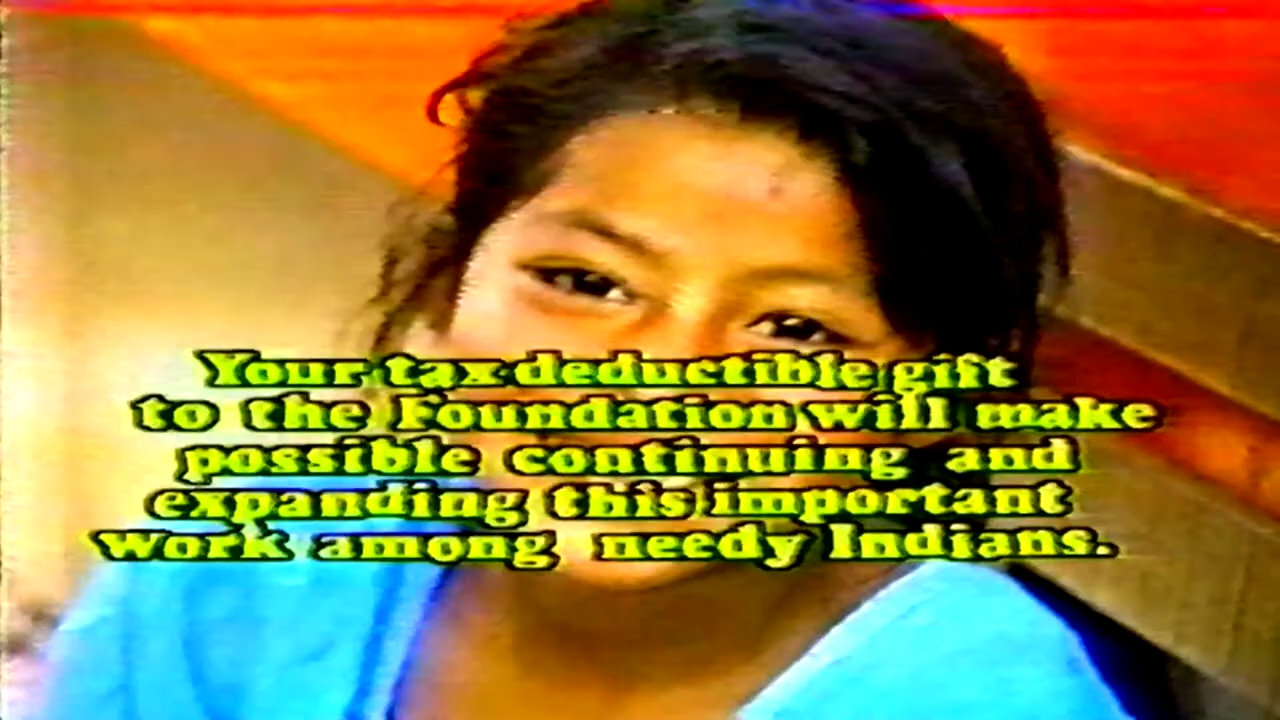 Your tax deductible gift
to the Foundation will make
possible continuing and
expanding this important
work among needy Indians.